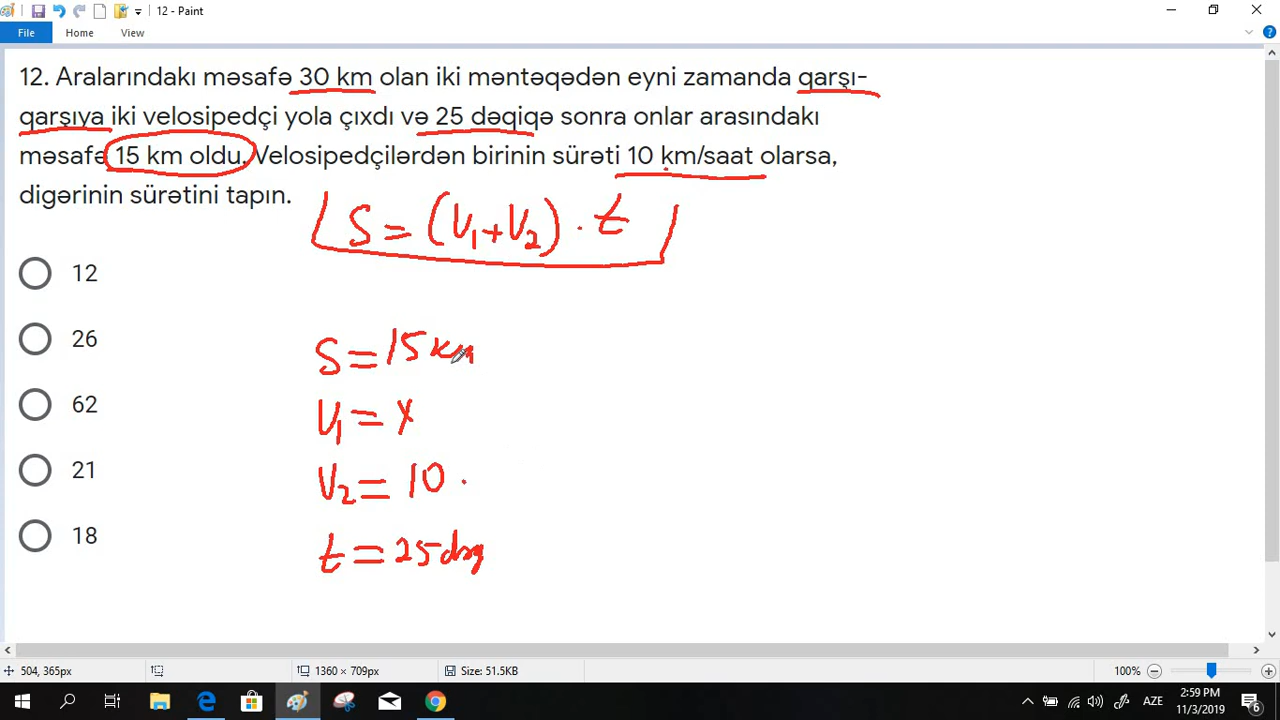 12 - Paint
File Home View
12. Aralarındakı məsafə 30 km olan iki məntəqədən eyni zamanda qarşı-
qarşıya iki velosipedçi yola çıxdı və 25 dəqiqə sonra onlar arasındakı
məsafə 15 km oldu. Velosipedçilərdən birinin sürəti 10 km/saat olarsa,
digərinin sürətini tapın.
S = (V₁+V₂) · t
12
26
62
21
18
S = 15 km
V₁ = x
V₂ = 10
t = 25 dəq
504, 365px 1360 × 709px Size: 51.5KB 100%
AZE 2:59 PM
11/3/2019 6